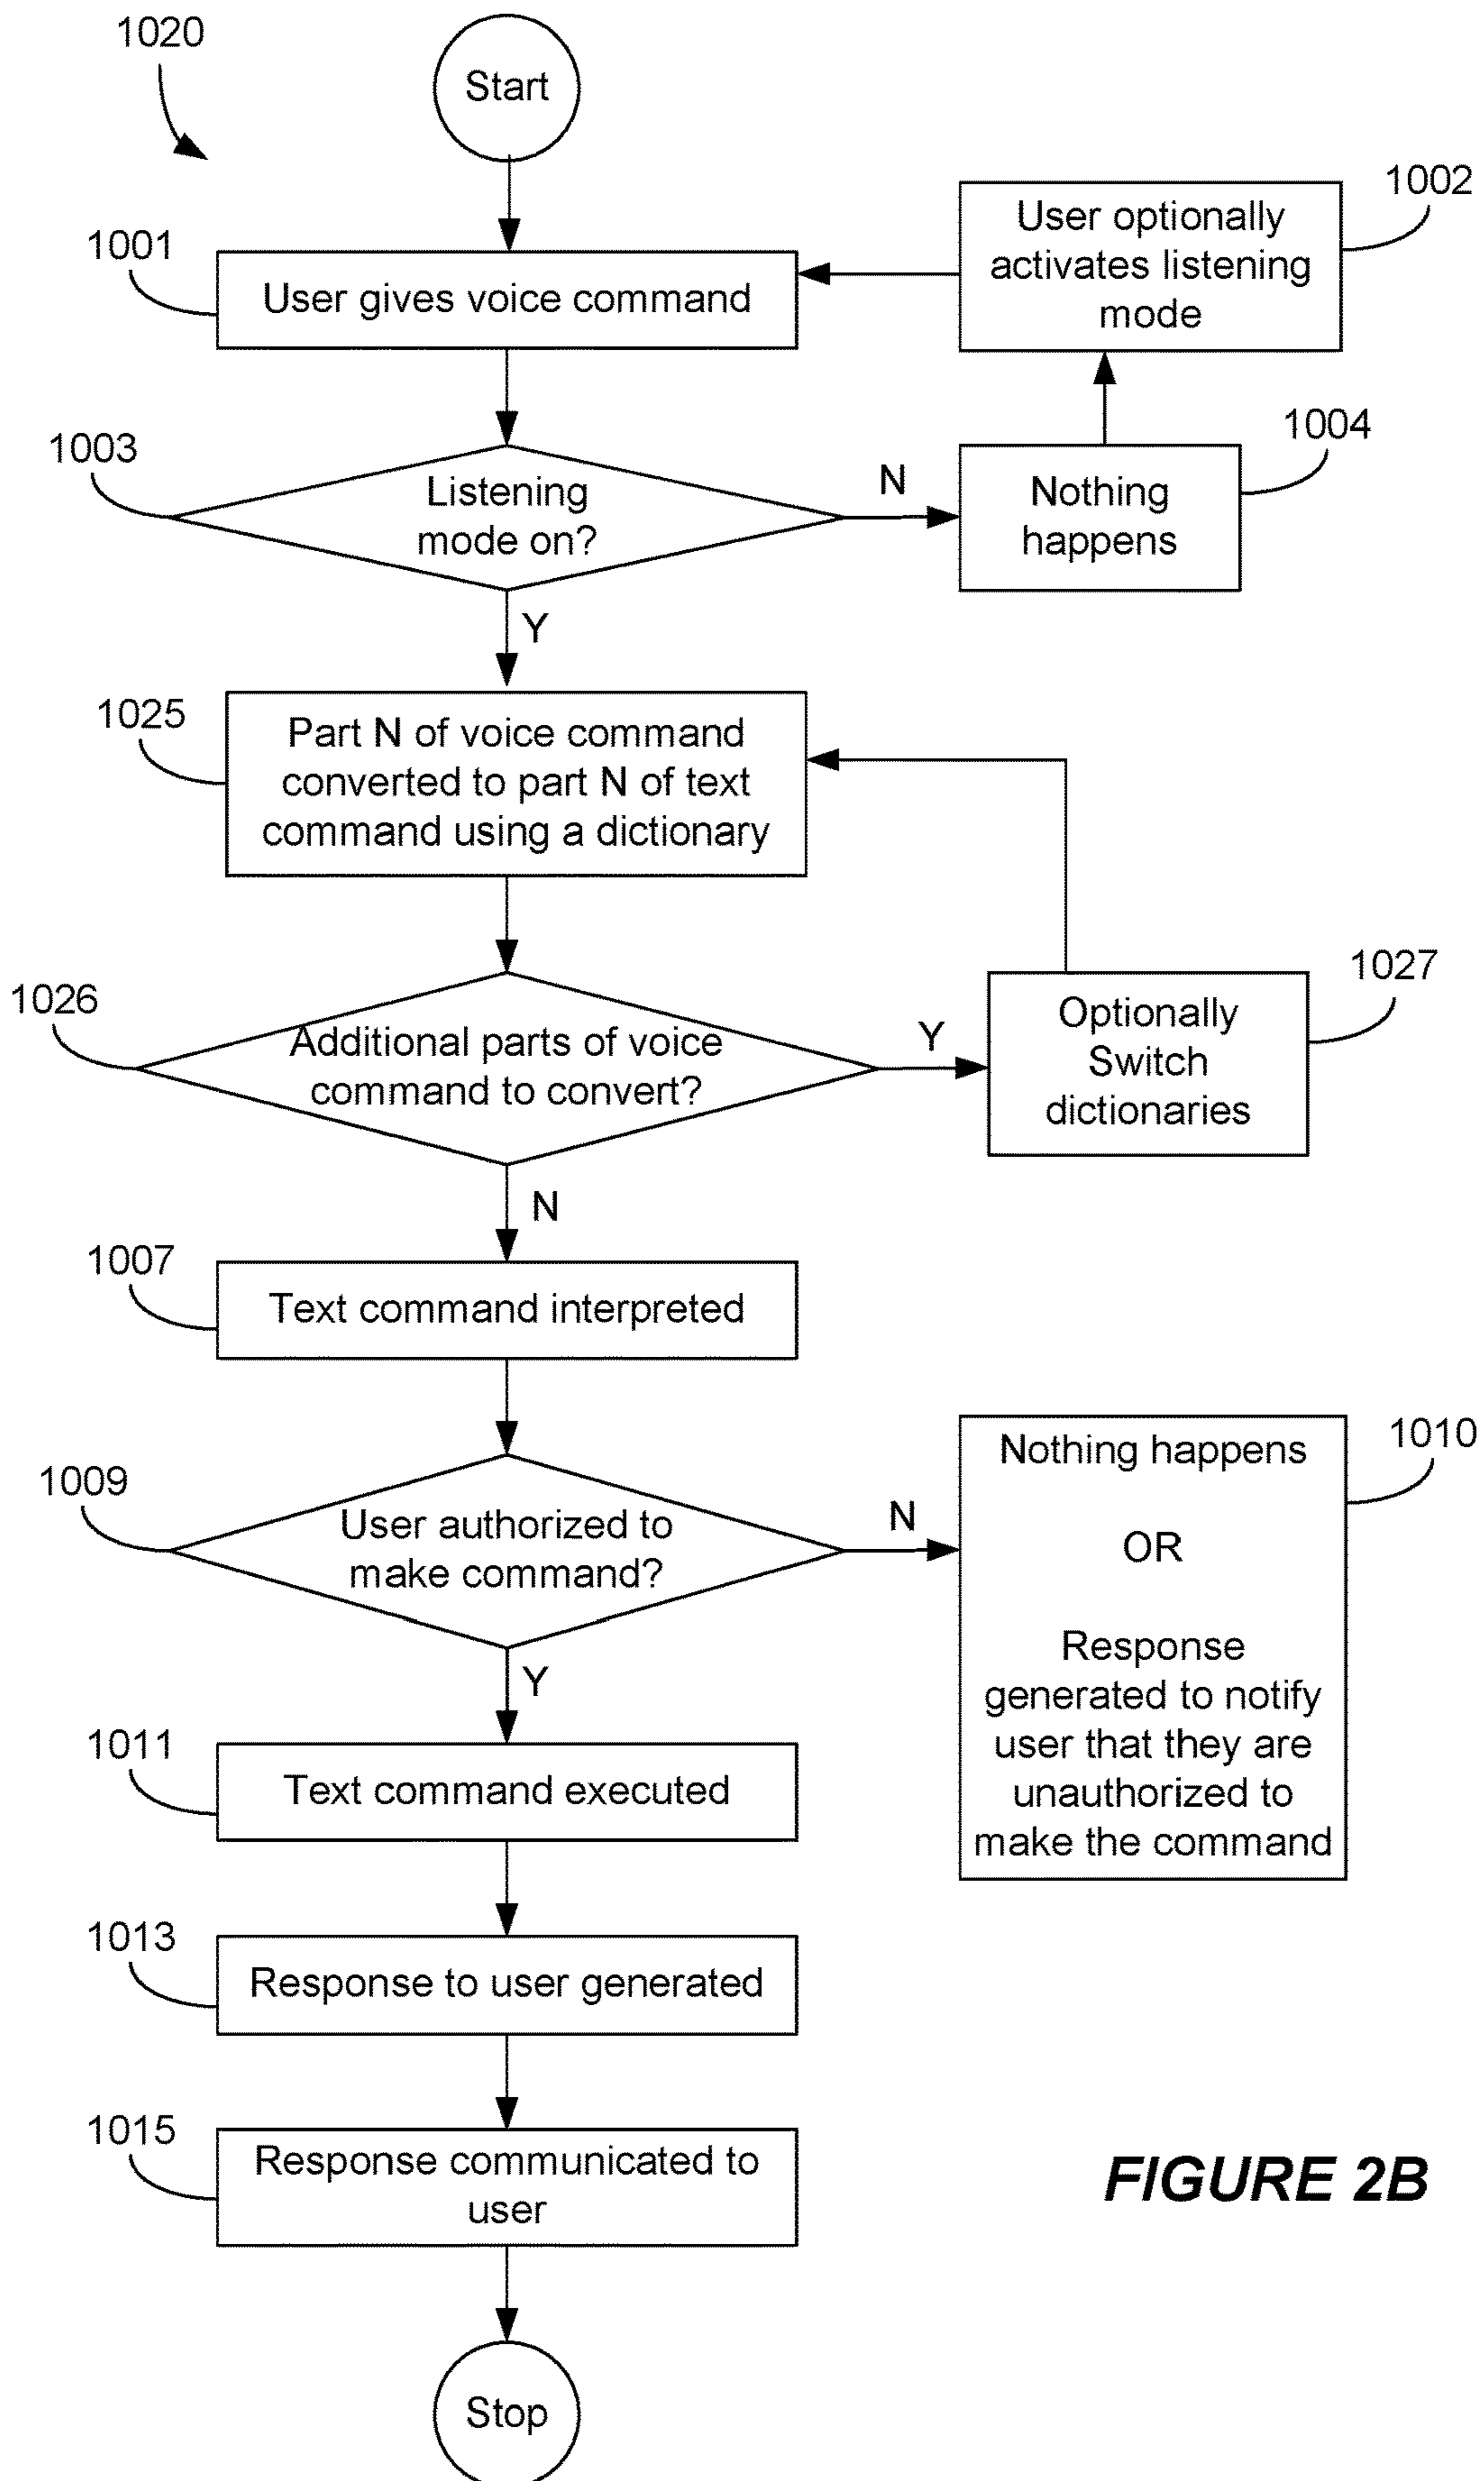 1020
Start
1002
User optionally
activates listening
mode
1001
User gives voice command
1003
Listening
mode on?
N
1004
Nothing
happens
Y
1025
Part N of voice command
converted to part N of text
command using a dictionary
1026
Additional parts of voice
command to convert?
Y
1027
Optionally
Switch
dictionaries
N
1007
Text command interpreted
1009
User authorized to
make command?
N
1010
Nothing happens
OR
Response
generated to notify
user that they are
unauthorized to
make the command
Y
1011
Text command executed
1013
Response to user generated
1015
Response communicated to
user
FIGURE 2B
Stop